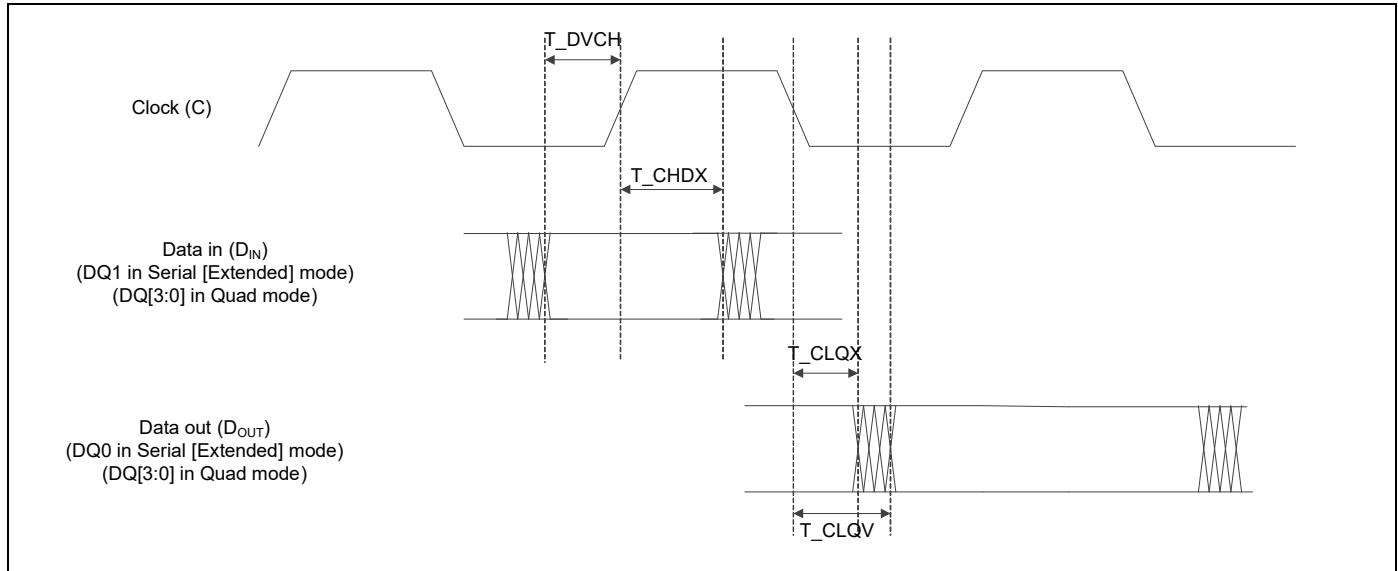 T_DVCH
Clock (C)
T_CHDX
Data in (D_IN)
(DQ1 in Serial [Extended] mode)
(DQ[3:0] in Quad mode)
T_CLQX
Data out (D_OUT)
(DQ0 in Serial [Extended] mode)
(DQ[3:0] in Quad mode)
T_CLQV